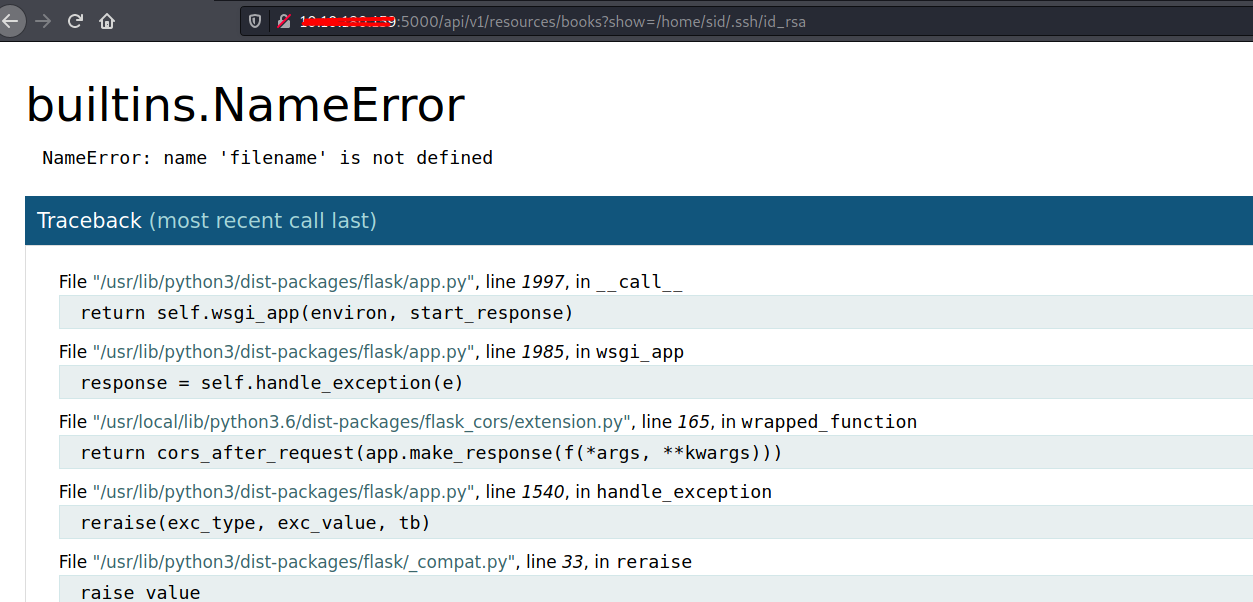 :5000/api/v1/resources/books?show=/home/sid/.ssh/id_rsa
builtins.NameError
NameError: name 'filename' is not defined
Traceback (most recent call last)
File "/usr/lib/python3/dist-packages/flask/app.py", line 1997, in __call__
return self.wsgi_app(environ, start_response)
File "/usr/lib/python3/dist-packages/flask/app.py", line 1985, in wsgi_app
response = self.handle_exception(e)
File "/usr/local/lib/python3.6/dist-packages/flask_cors/extension.py", line 165, in wrapped_function
return cors_after_request(app.make_response(f(*args, **kwargs)))
File "/usr/lib/python3/dist-packages/flask/app.py", line 1540, in handle_exception
reraise(exc_type, exc_value, tb)
File "/usr/lib/python3/dist-packages/flask/_compat.py", line 33, in reraise
raise value